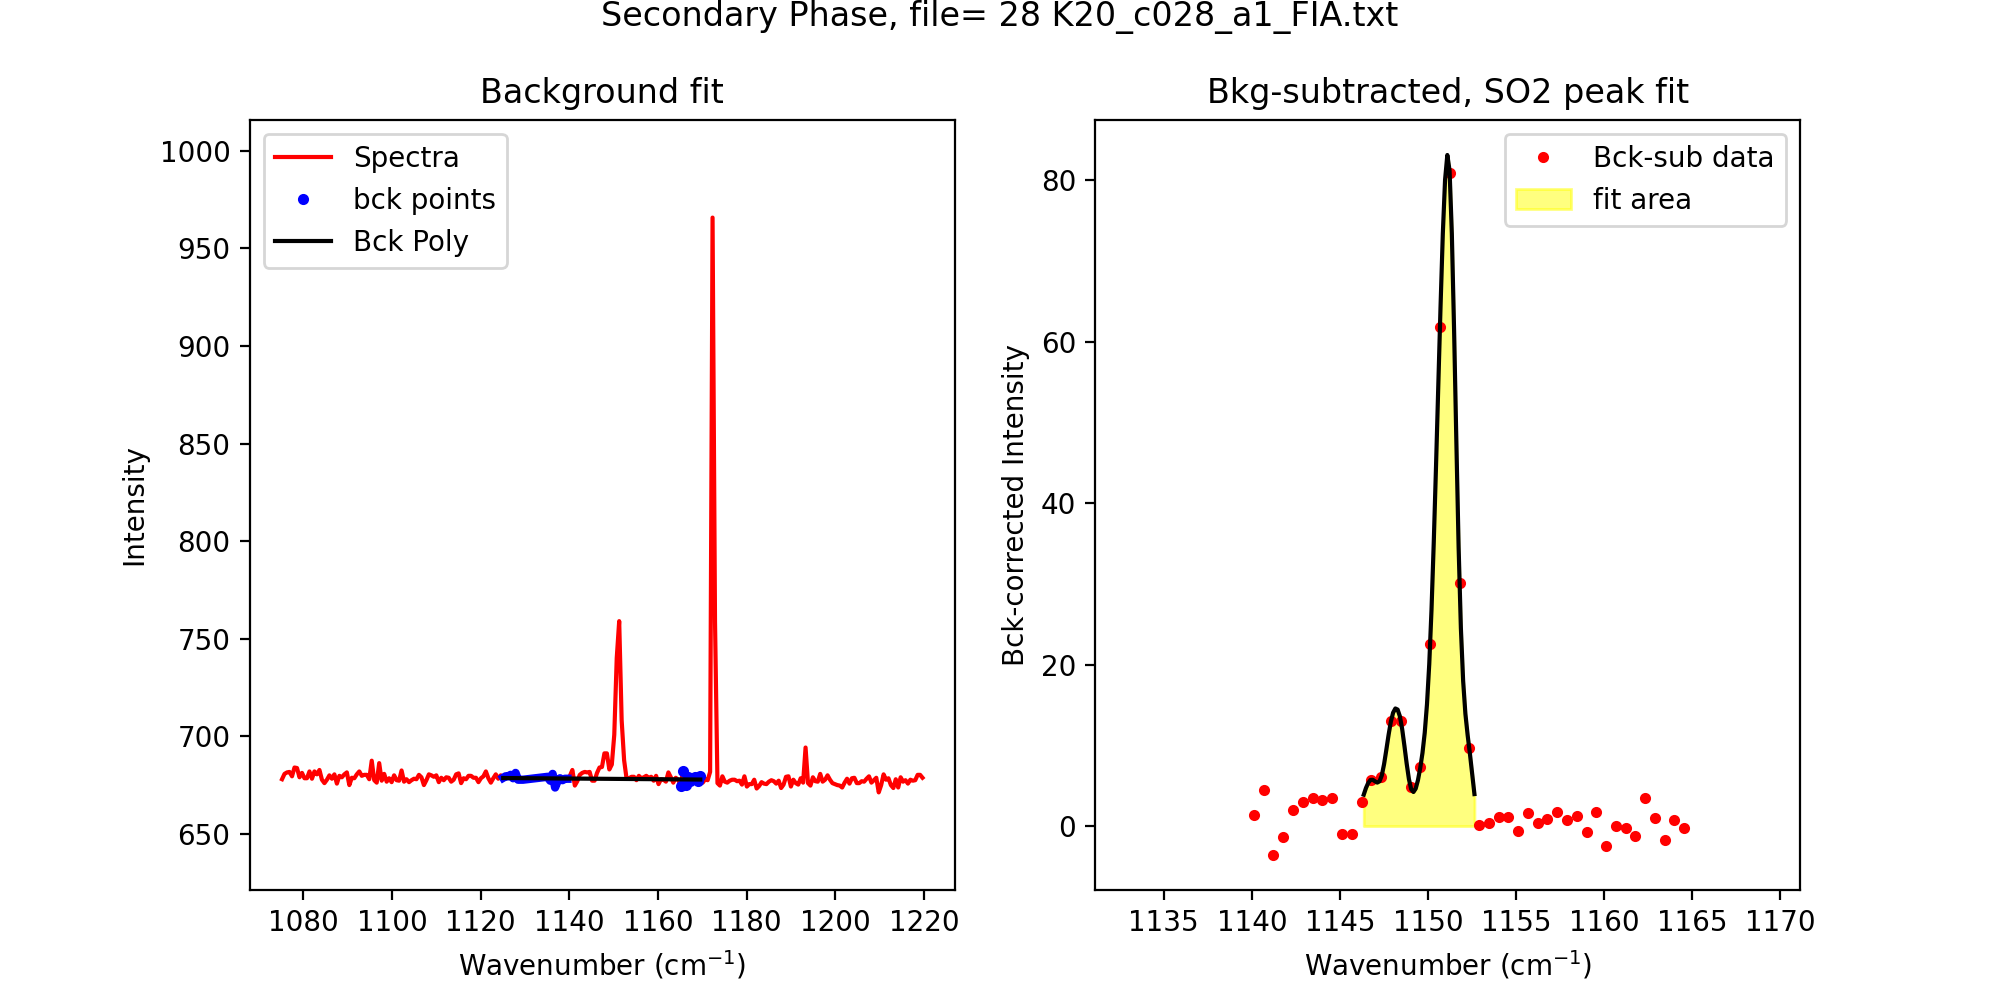 Secondary Phase, file= 28 K20_c028_a1_FIA.txt
Background fit
Spectra
bck points
Bck Poly
1000
950
900
850
800
750
700
650
Intensity
1080 1100 1120 1140 1160 1180 1200 1220
Wavenumber (cm⁻¹)
Bkg-subtracted, SO2 peak fit
Bck-sub data
fit area
80
60
40
20
0
Bck-corrected Intensity
1135 1140 1145 1150 1155 1160 1165 1170
Wavenumber (cm⁻¹)